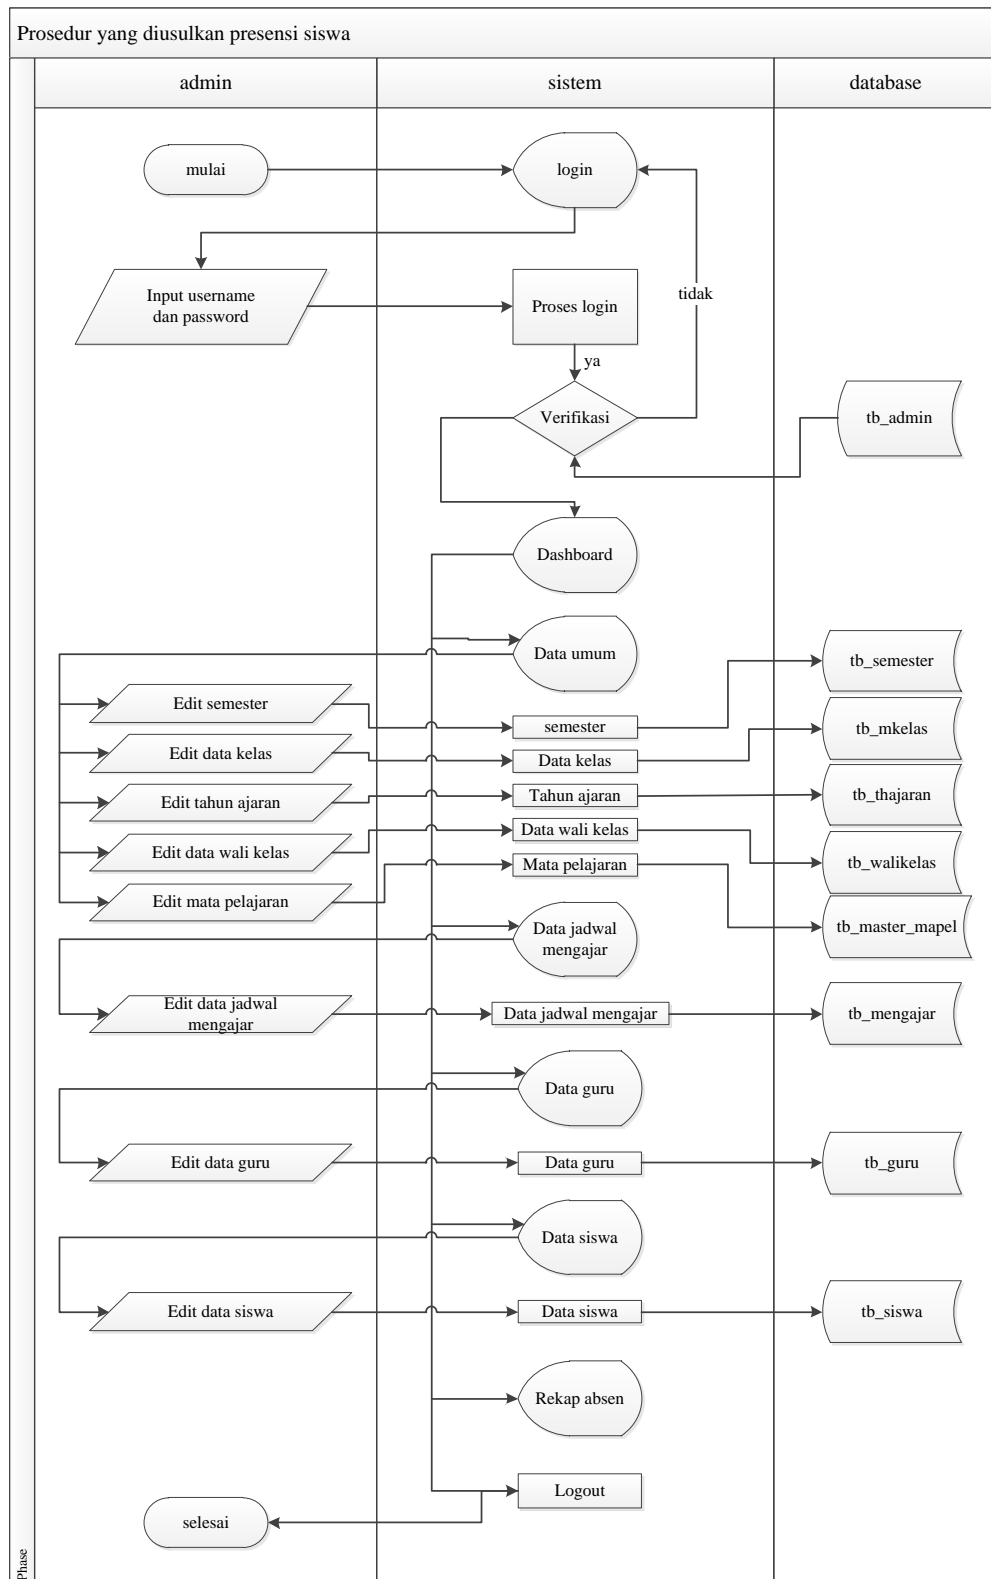 Prosedur yang diusulkan presensi siswa
admin
sistem
database
mulai
login
Input username
dan password
Proses login
tidak
ya
Verifikasi
tb_admin
Dashboard
Data umum
tb_semester
Edit semester
semester
tb_mkelas
Edit data kelas
Data kelas
Edit tahun ajaran
Tahun ajaran
tb_thajaran
Data wali kelas
Edit data wali kelas
Mata pelajaran
tb_walikelas
Edit mata pelajaran
Data jadwal
mengajar
tb_master_mapel
Edit data jadwal
mengajar
Data jadwal mengajar
tb_mengajar
Data guru
Edit data guru
Data guru
tb_guru
Data siswa
Edit data siswa
Data siswa
tb_siswa
Rekap absen
Logout
selesai
Phase